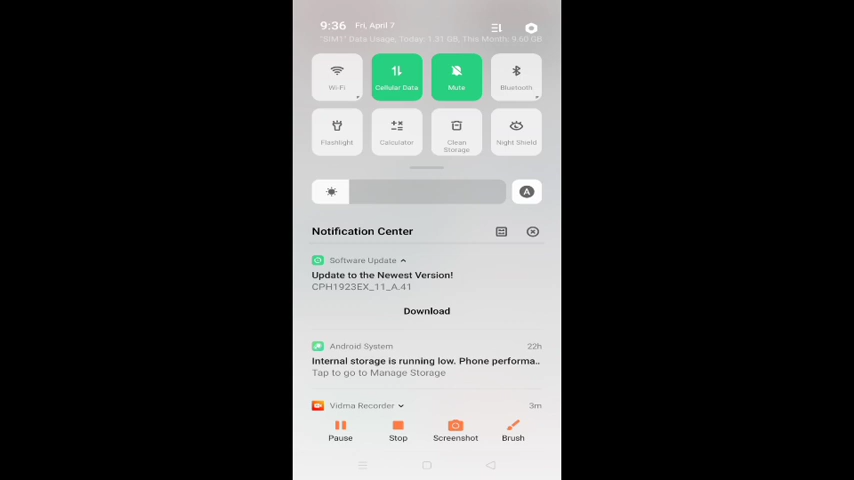 9:36 Fri, April 7
"SIM1" Data Usage, Today: 1.31 GB, This Month: 9.60 GB
Wi-Fi
Cellular Data
Mute
Bluetooth
Flashlight
Calculator
Clean Storage
Night Shield
A
Notification Center
Software Update
Update to the Newest Version!
CPH1923EX_11_A.41
Download
Android System 22h
Internal storage is running low. Phone performa..
Tap to go to Manage Storage
Vidma Recorder 3m
Pause Stop Screenshot Brush